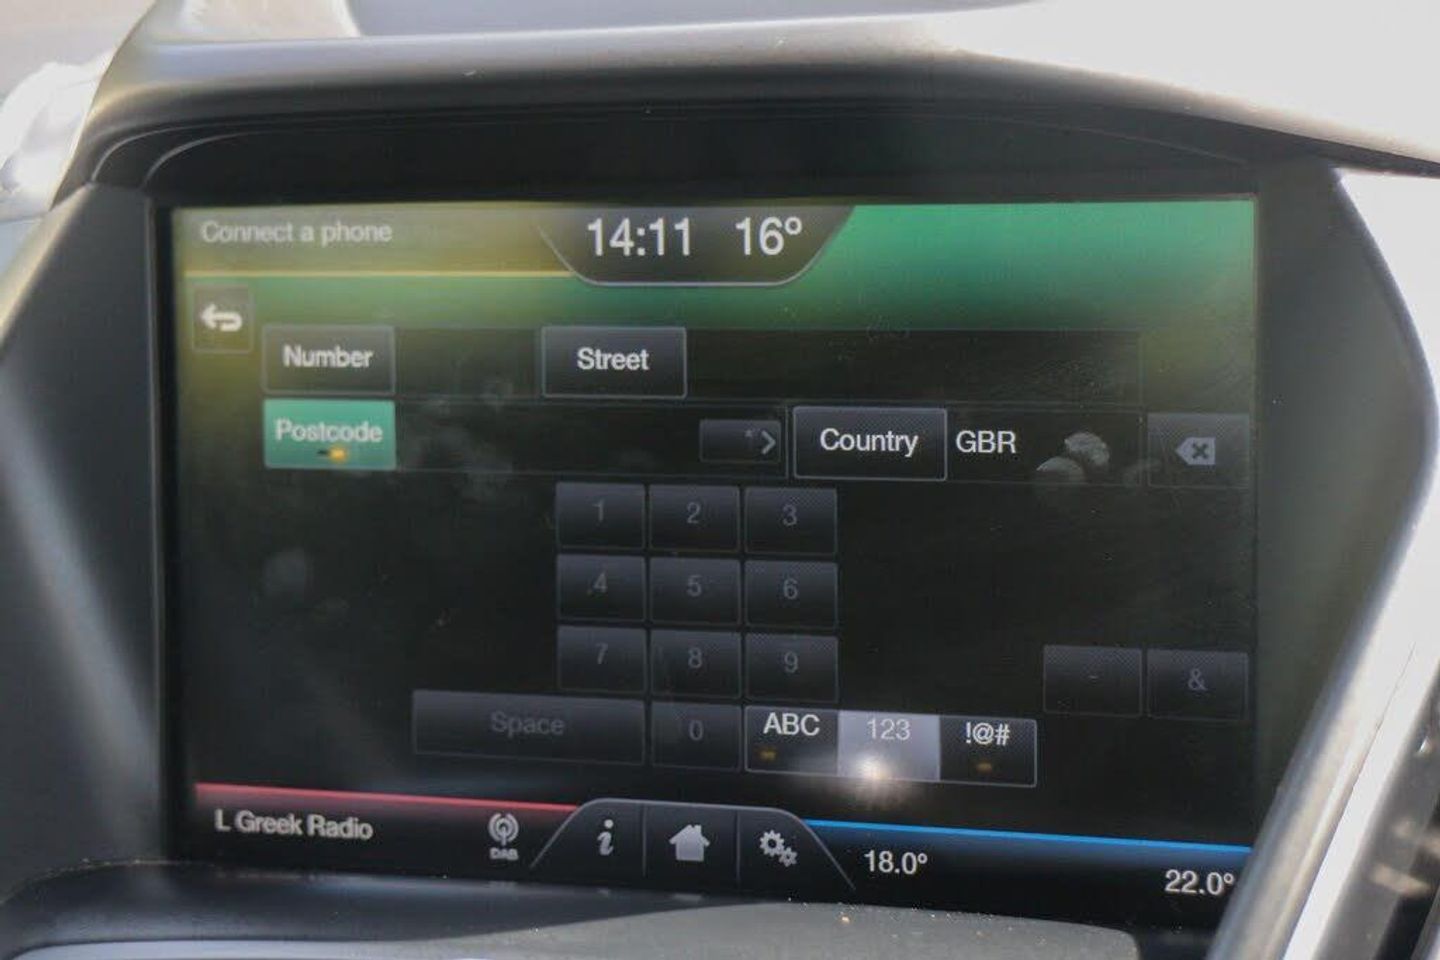 Connect a phone 14:11 16°
Number Street
Postcode Country GBR
1 2 3
4 5 6
7 8 9 - &
Space 0 ABC 123 !@#
L Greek Radio DAB i 18.0° 22.0°